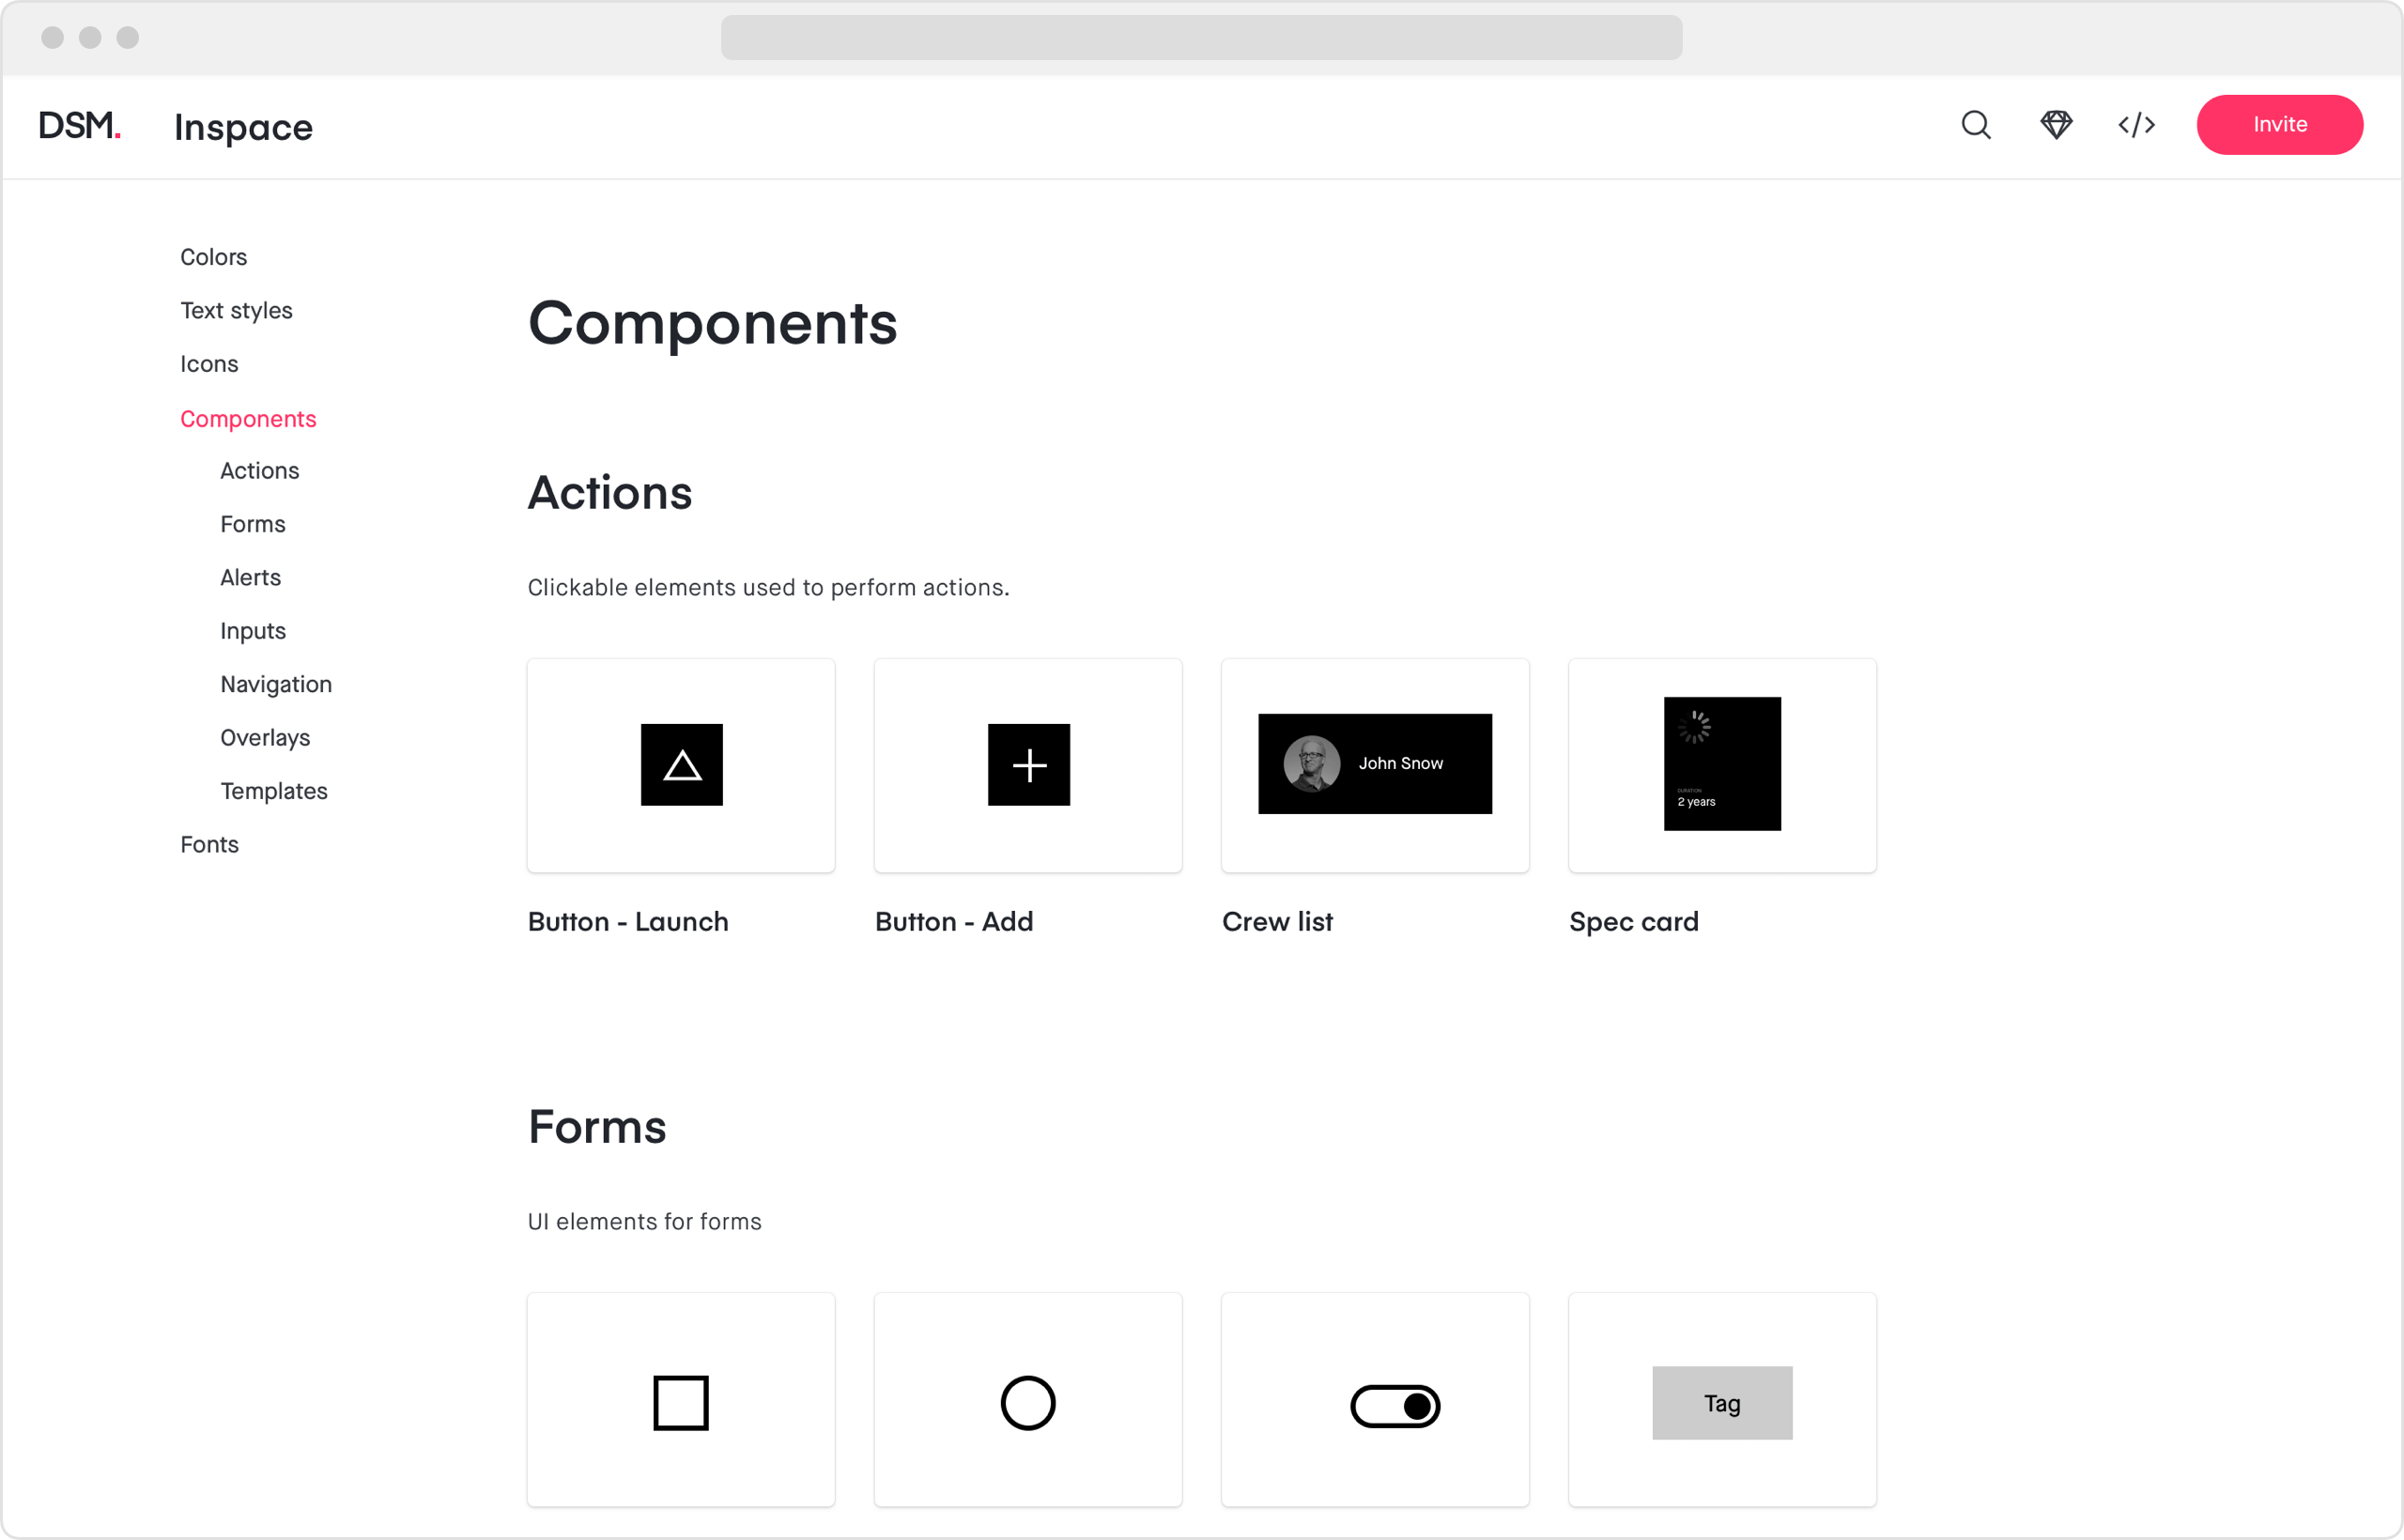 DSM.
Inspace
Invite
Colors
Text styles
Icons
Components
Actions
Forms
Alerts
Inputs
Navigation
Overlays
Templates
Fonts
Components
Actions
Clickable elements used to perform actions.
John Snow
DURATION
2 years
Button - Launch
Button - Add
Crew list
Spec card
Forms
UI elements for forms
Tag